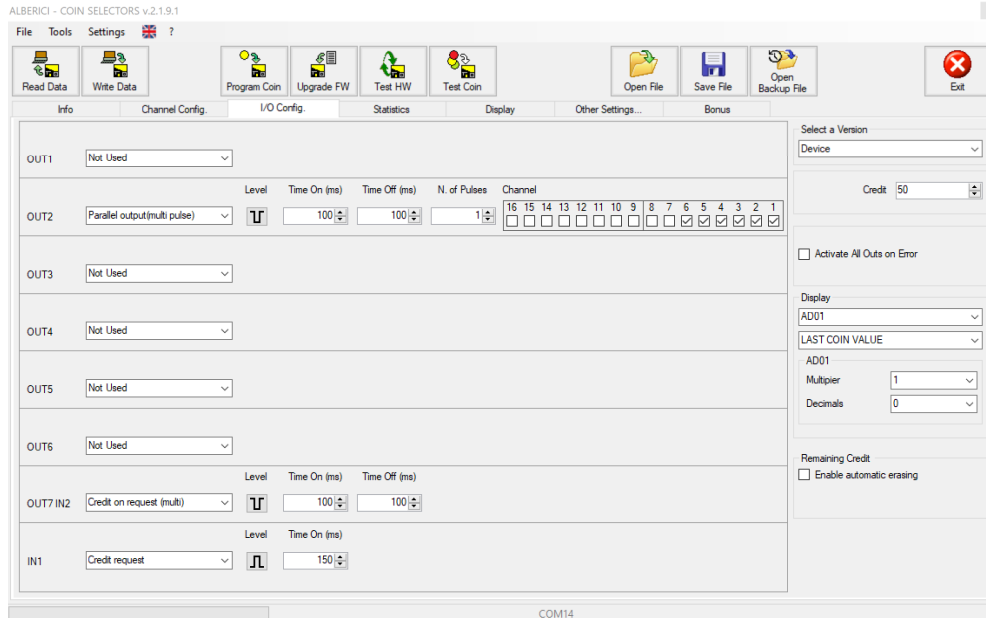 ALBERICI - COIN SELECTORS v.2.1.9.1
File Tools Settings ?
Read Data Write Data Program Coin Upgrade FW Test HW Test Coin Open File Save File Open Backup File Exit
Info Channel Config. I/O Config. Statistics Display Other Settings... Bonus
Select a Version
Device
Credit 50
Activate All Outs on Error
Display
AD01
LAST COIN VALUE
AD01
Multipier 1
Decimals 0
Remaining Credit
Enable automatic erasing
OUT1 Not Used
Level Time On (ms) Time Off (ms) N. of Pulses Channel
16 15 14 13 12 11 10 9 8 7 6 5 4 3 2 1
OUT2 Parallel output(multi pulse) 100 100 1
OUT3 Not Used
OUT4 Not Used
OUT5 Not Used
OUT6 Not Used
Level Time On (ms) Time Off (ms)
OUT7 IN2 Credit on request (multi) 100 100
Level Time On (ms)
IN1 Credit request 150
COM14